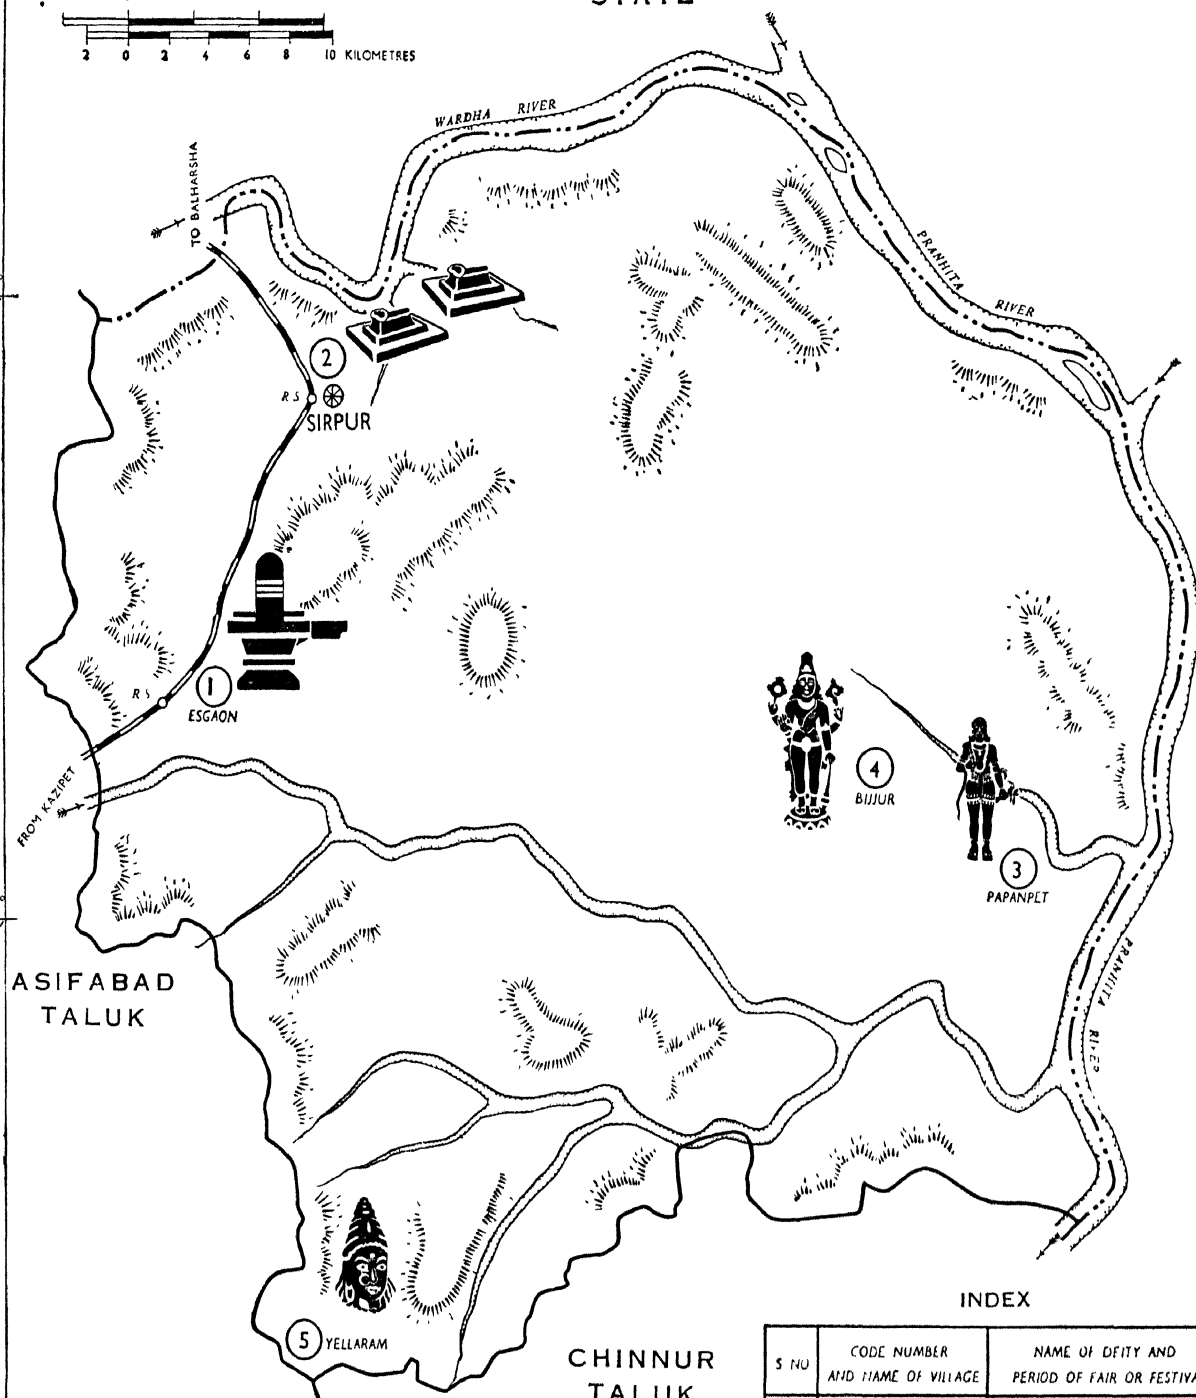 2 0 2 4 6 8 10 KILOMETRES
WARDHA RIVER
TO BALHARSHA
PRANHITA RIVER
2
R S
SIRPUR
R S
1
ESGAON
4
BIJJUR
FROM KAZIPET
3
PAPANPET
PRANHITA RIVER
ASIFABAD
TALUK
5 YELLARAM
CHINNUR
TALUK
INDEX
S NO
CODE NUMBER
AND NAME OF VILLAGE
NAME OF DEITY AND
PERIOD OF FAIR OR